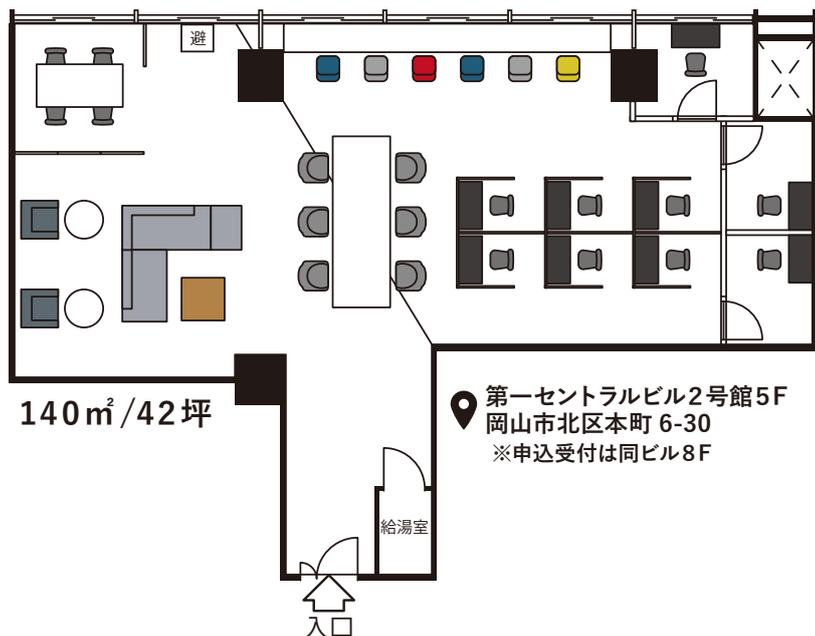 避
140㎡/42坪
第一セントラルビル2号館5F
岡山市北区本町 6-30
※申込受付は同ビル8F
給湯室
入口